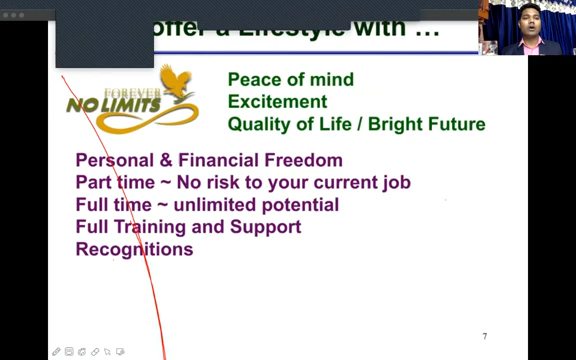 offer a Lifestyle with …
FOREVER
NO LIMITS
Peace of mind
Excitement
Quality of Life / Bright Future
Personal & Financial Freedom
Part time ~ No risk to your current job
Full time ~ unlimited potential
Full Training and Support
Recognitions
7